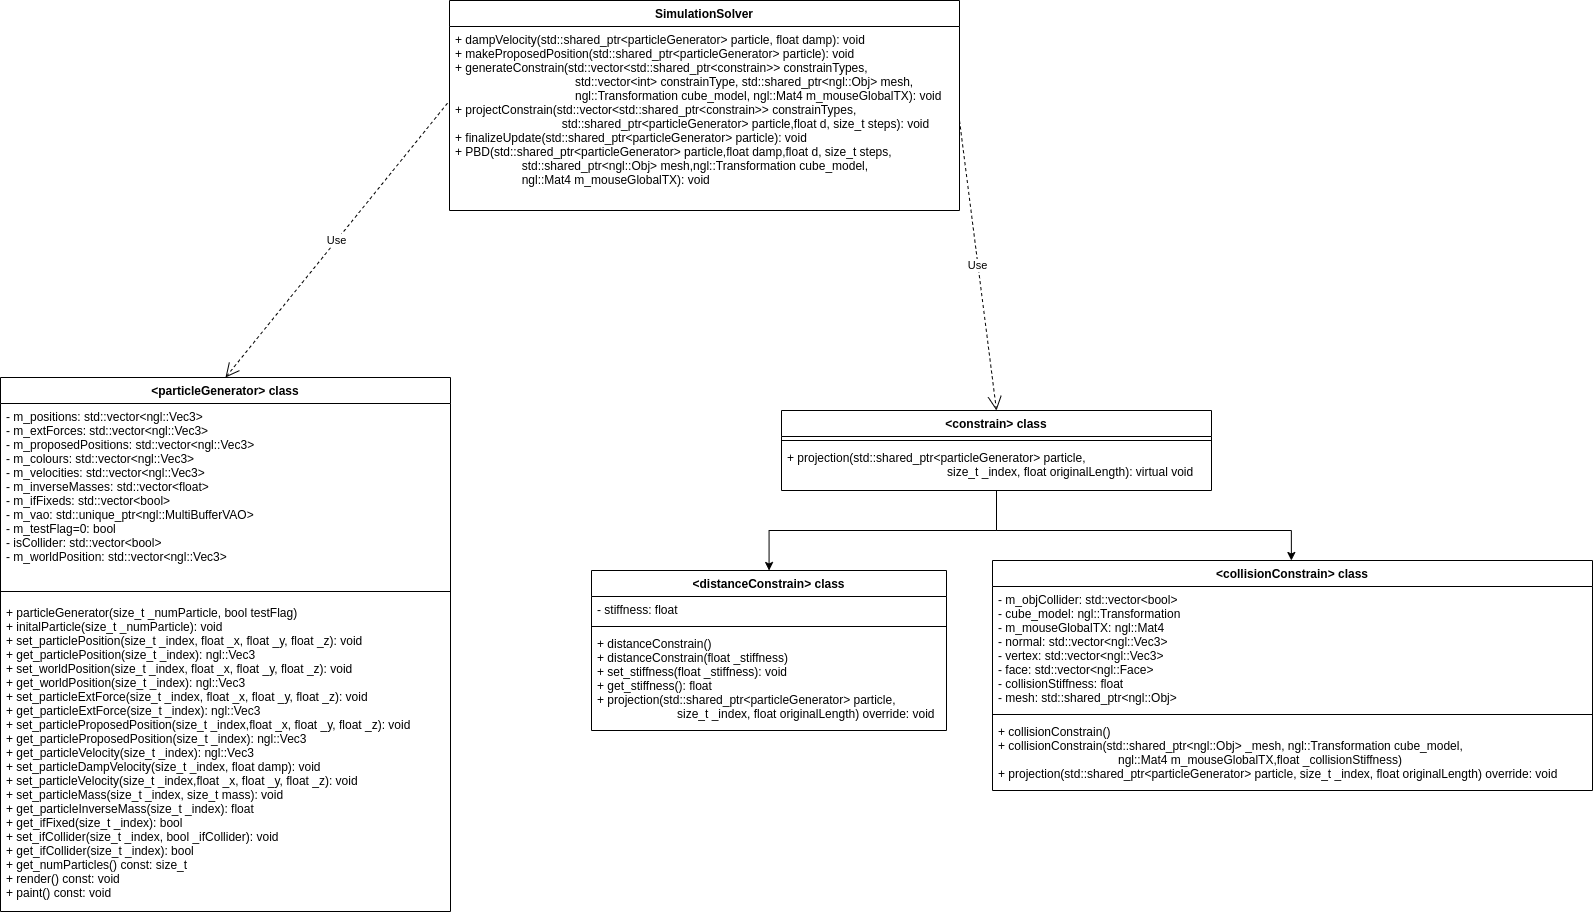 SimulationSolver
+ dampVelocity(std::shared_ptr<particleGenerator> particle, float damp): void
+ makeProposedPosition(std::shared_ptr<particleGenerator> particle): void
+ generateConstrain(std::vector<std::shared_ptr<constrain>> constrainTypes,
std::vector<int> constrainType, std::shared_ptr<ngl::Obj> mesh,
ngl::Transformation cube_model, ngl::Mat4 m_mouseGlobalTX): void
+ projectConstrain(std::vector<std::shared_ptr<constrain>> constrainTypes,
std::shared_ptr<particleGenerator> particle,float d, size_t steps): void
+ finalizeUpdate(std::shared_ptr<particleGenerator> particle): void
+ PBD(std::shared_ptr<particleGenerator> particle,float damp,float d, size_t steps,
std::shared_ptr<ngl::Obj> mesh,ngl::Transformation cube_model,
ngl::Mat4 m_mouseGlobalTX): void
Use
Use
<particleGenerator> class
- m_positions: std::vector<ngl::Vec3>
- m_extForces: std::vector<ngl::Vec3>
- m_proposedPositions: std::vector<ngl::Vec3>
- m_colours: std::vector<ngl::Vec3>
- m_velocities: std::vector<ngl::Vec3>
- m_inverseMasses: std::vector<float>
- m_ifFixeds: std::vector<bool>
- m_vao: std::unique_ptr<ngl::MultiBufferVAO>
- m_testFlag=0: bool
- isCollider: std::vector<bool>
- m_worldPosition: std::vector<ngl::Vec3>
+ particleGenerator(size_t _numParticle, bool testFlag)
+ initalParticle(size_t _numParticle): void
+ set_particlePosition(size_t _index, float _x, float _y, float _z): void
+ get_particlePosition(size_t _index): ngl::Vec3
+ set_worldPosition(size_t _index, float _x, float _y, float _z): void
+ get_worldPosition(size_t _index): ngl::Vec3
+ set_particleExtForce(size_t _index, float _x, float _y, float _z): void
+ get_particleExtForce(size_t _index): ngl::Vec3
+ set_particleProposedPosition(size_t _index,float _x, float _y, float _z): void
+ get_particleProposedPosition(size_t _index): ngl::Vec3
+ get_particleVelocity(size_t _index): ngl::Vec3
+ set_particleDampVelocity(size_t _index, float damp): void
+ set_particleVelocity(size_t _index,float _x, float _y, float _z): void
+ set_particleMass(size_t _index, size_t mass): void
+ get_particleInverseMass(size_t _index): float
+ get_ifFixed(size_t _index): bool
+ set_ifCollider(size_t _index, bool _ifCollider): void
+ get_ifCollider(size_t _index): bool
+ get_numParticles() const: size_t
+ render() const: void
+ paint() const: void
<constrain> class
+ projection(std::shared_ptr<particleGenerator> particle,
size_t _index, float originalLength): virtual void
<distanceConstrain> class
- stiffness: float
+ distanceConstrain()
+ distanceConstrain(float _stiffness)
+ set_stiffness(float _stiffness): void
+ get_stiffness(): float
+ projection(std::shared_ptr<particleGenerator> particle,
size_t _index, float originalLength) override: void
<collisionConstrain> class
- m_objCollider: std::vector<bool>
- cube_model: ngl::Transformation
- m_mouseGlobalTX: ngl::Mat4
- normal: std::vector<ngl::Vec3>
- vertex: std::vector<ngl::Vec3>
- face: std::vector<ngl::Face>
- collisionStiffness: float
- mesh: std::shared_ptr<ngl::Obj>
+ collisionConstrain()
+ collisionConstrain(std::shared_ptr<ngl::Obj> _mesh, ngl::Transformation cube_model,
ngl::Mat4 m_mouseGlobalTX,float _collisionStiffness)
+ projection(std::shared_ptr<particleGenerator> particle, size_t _index, float originalLength) override: void